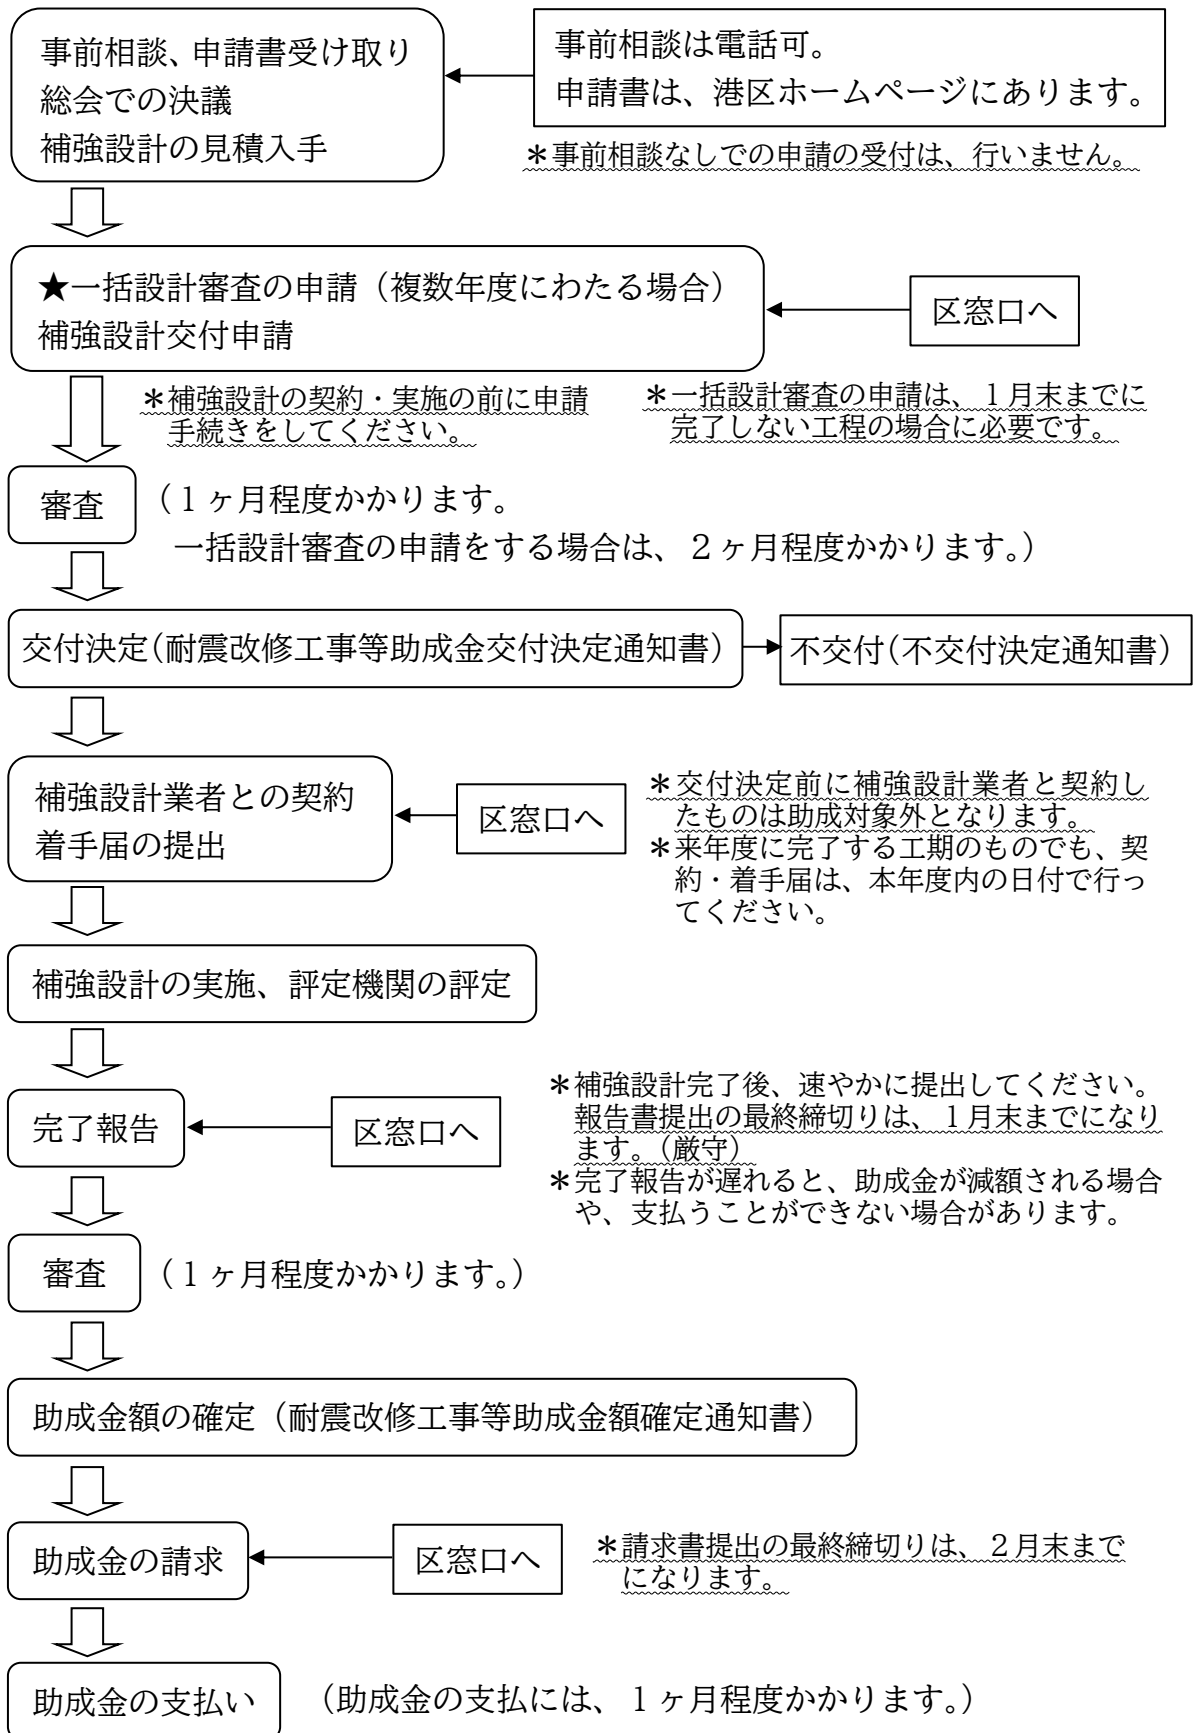 事前相談、申請書受け取り
総会での決議
補強設計の見積入手
事前相談は電話可。
申請書は、港区ホームページにあります。
＊事前相談なしでの申請の受付は、行いません。
★一括設計審査の申請（複数年度にわたる場合）
補強設計交付申請
区窓口へ
＊補強設計の契約・実施の前に申請
手続きをしてください。
＊一括設計審査の申請は、１月末までに
完了しない工程の場合に必要です。
審査
（１ヶ月程度かかります。
一括設計審査の申請をする場合は、２ヶ月程度かかります。）
交付決定（耐震改修工事等助成金交付決定通知書）
不交付（不交付決定通知書）
補強設計業者との契約
着手届の提出
区窓口へ
＊交付決定前に補強設計業者と契約し
たものは助成対象外となります。
＊来年度に完了する工期のものでも、契
約・着手届は、本年度内の日付で行っ
てください。
補強設計の実施、評定機関の評定
完了報告
区窓口へ
＊補強設計完了後、速やかに提出してください。
報告書提出の最終締切りは、１月末までになり
ます。（厳守）
＊完了報告が遅れると、助成金が減額される場合
や、支払うことができない場合があります。
審査
（１ヶ月程度かかります。）
助成金額の確定（耐震改修工事等助成金額確定通知書）
助成金の請求
区窓口へ
＊請求書提出の最終締切りは、２月末まで
になります。
助成金の支払い
（助成金の支払には、１ヶ月程度かかります。）